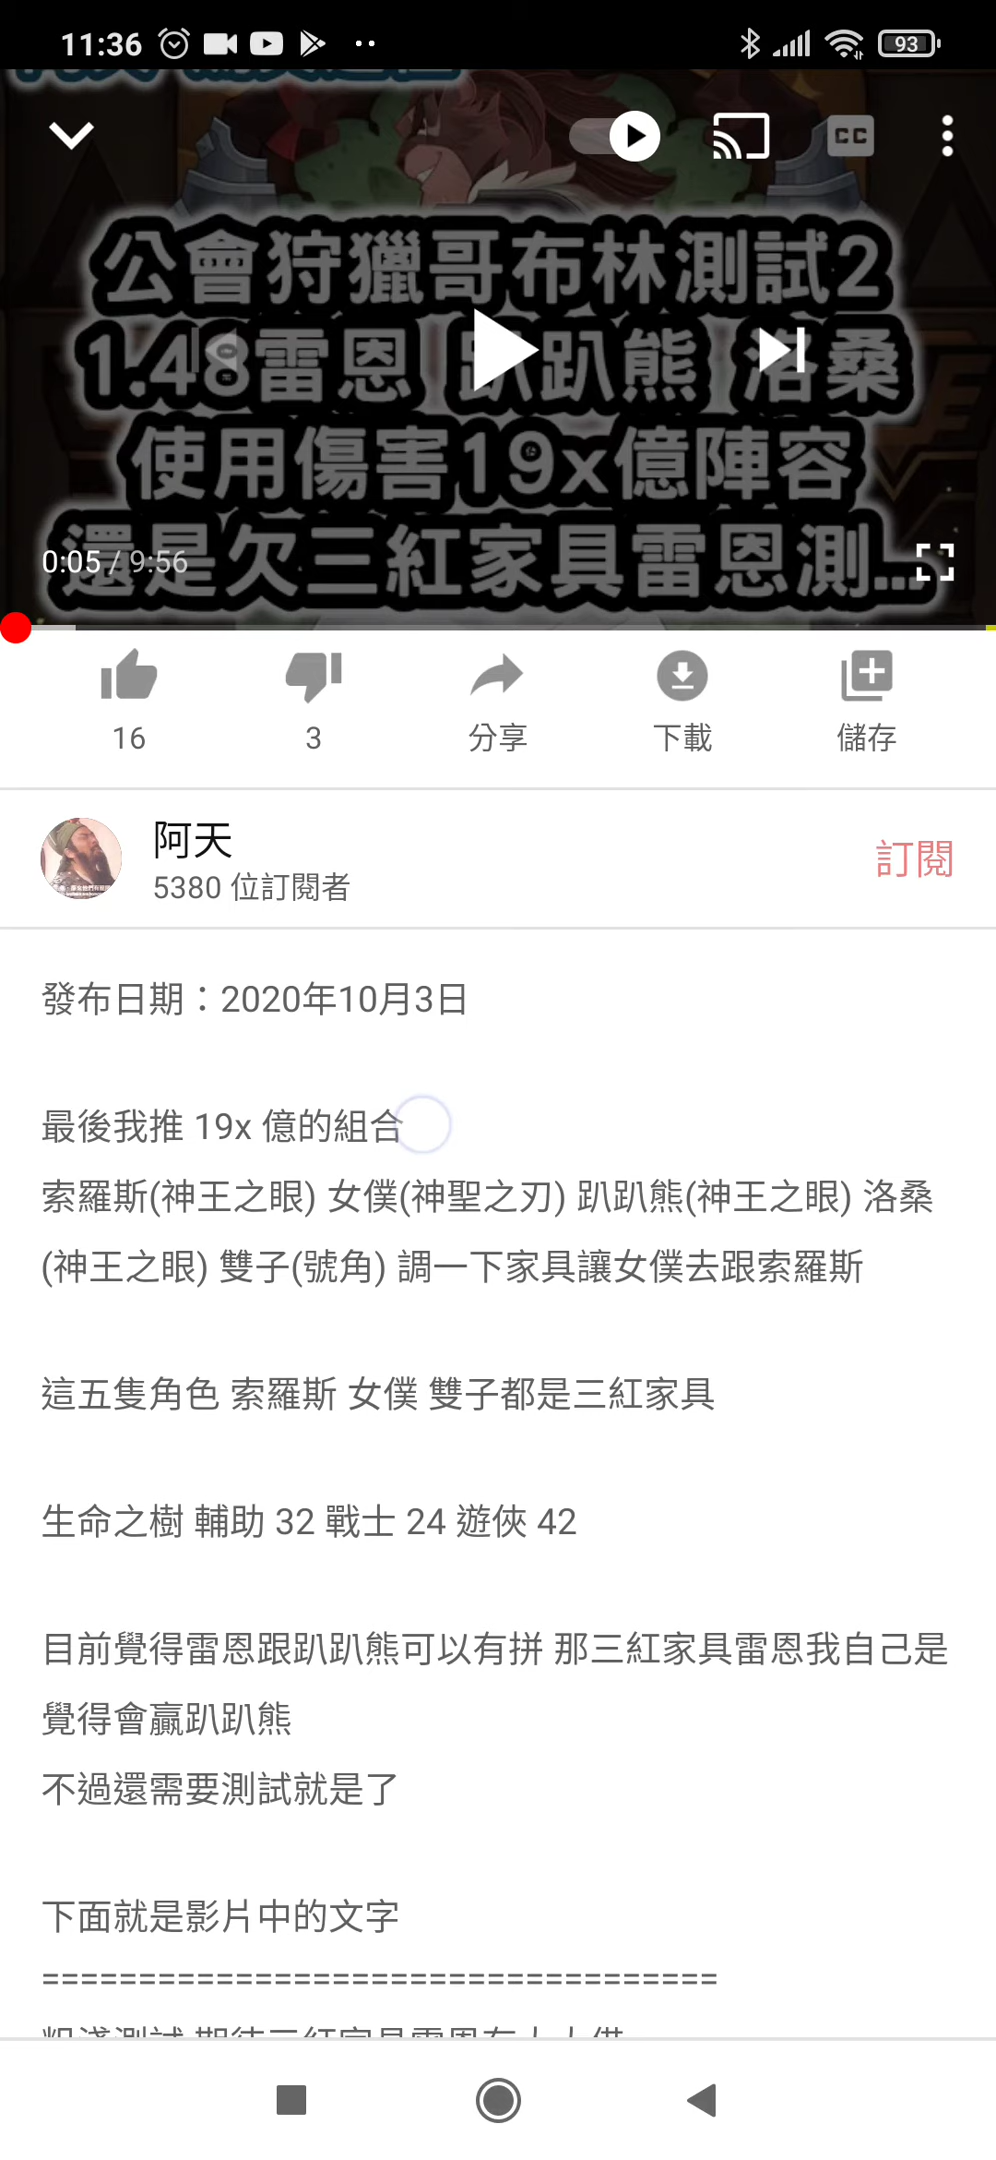 11:36
93
CC
公會狩獵哥布林測試2
1.48雷恩 趴趴熊 洛桑
使用傷害19x億陣容
還是欠三紅家具雷恩測...
0:05 / 9:56
16
3
分享
下載
儲存
阿天
5380 位訂閱者
訂閱
發布日期：2020年10月3日
最後我推 19x 億的組合
索羅斯(神王之眼) 女僕(神聖之刃) 趴趴熊(神王之眼) 洛桑
(神王之眼) 雙子(號角) 調一下家具讓女僕去跟索羅斯
這五隻角色 索羅斯 女僕 雙子都是三紅家具
生命之樹 輔助 32 戰士 24 遊俠 42
目前覺得雷恩跟趴趴熊可以有拼 那三紅家具雷恩我自己是
覺得會贏趴趴熊
不過還需要測試就是了
下面就是影片中的文字
===================================